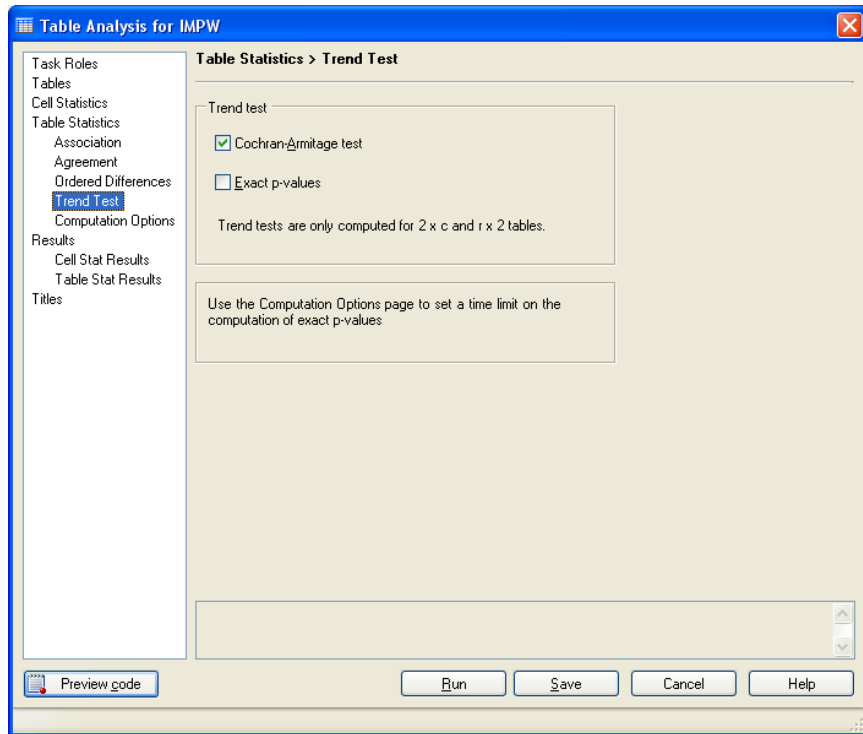 Table Analysis for IMPW
Task Roles
Tables
Cell Statistics
Table Statistics
Association
Agreement
Ordered Differences
Trend Test
Computation Options
Results
Cell Stat Results
Table Stat Results
Titles
Table Statistics > Trend Test
Trend test
Cochran-Armitage test
Exact p-values
Trend tests are only computed for 2 x c and r x 2 tables.
Use the Computation Options page to set a time limit on the
computation of exact p-values
Preview code
Run
Save
Cancel
Help